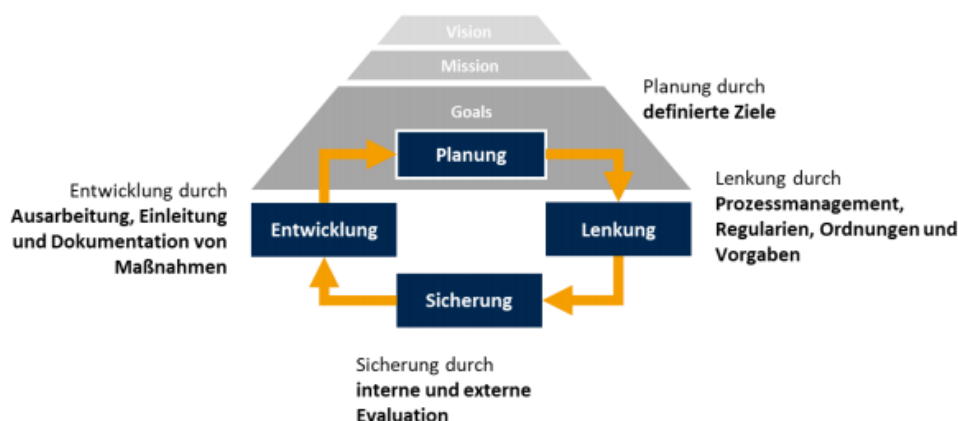 Vision
Mission
Goals
Planung
Planung durch
definierte Ziele
Entwicklung durch
Ausarbeitung, Einleitung
und Dokumentation von
Maßnahmen
Entwicklung
Lenkung
Lenkung durch
Prozessmanagement,
Regularien, Ordnungen und
Vorgaben
Sicherung
Sicherung durch
interne und externe
Evaluation